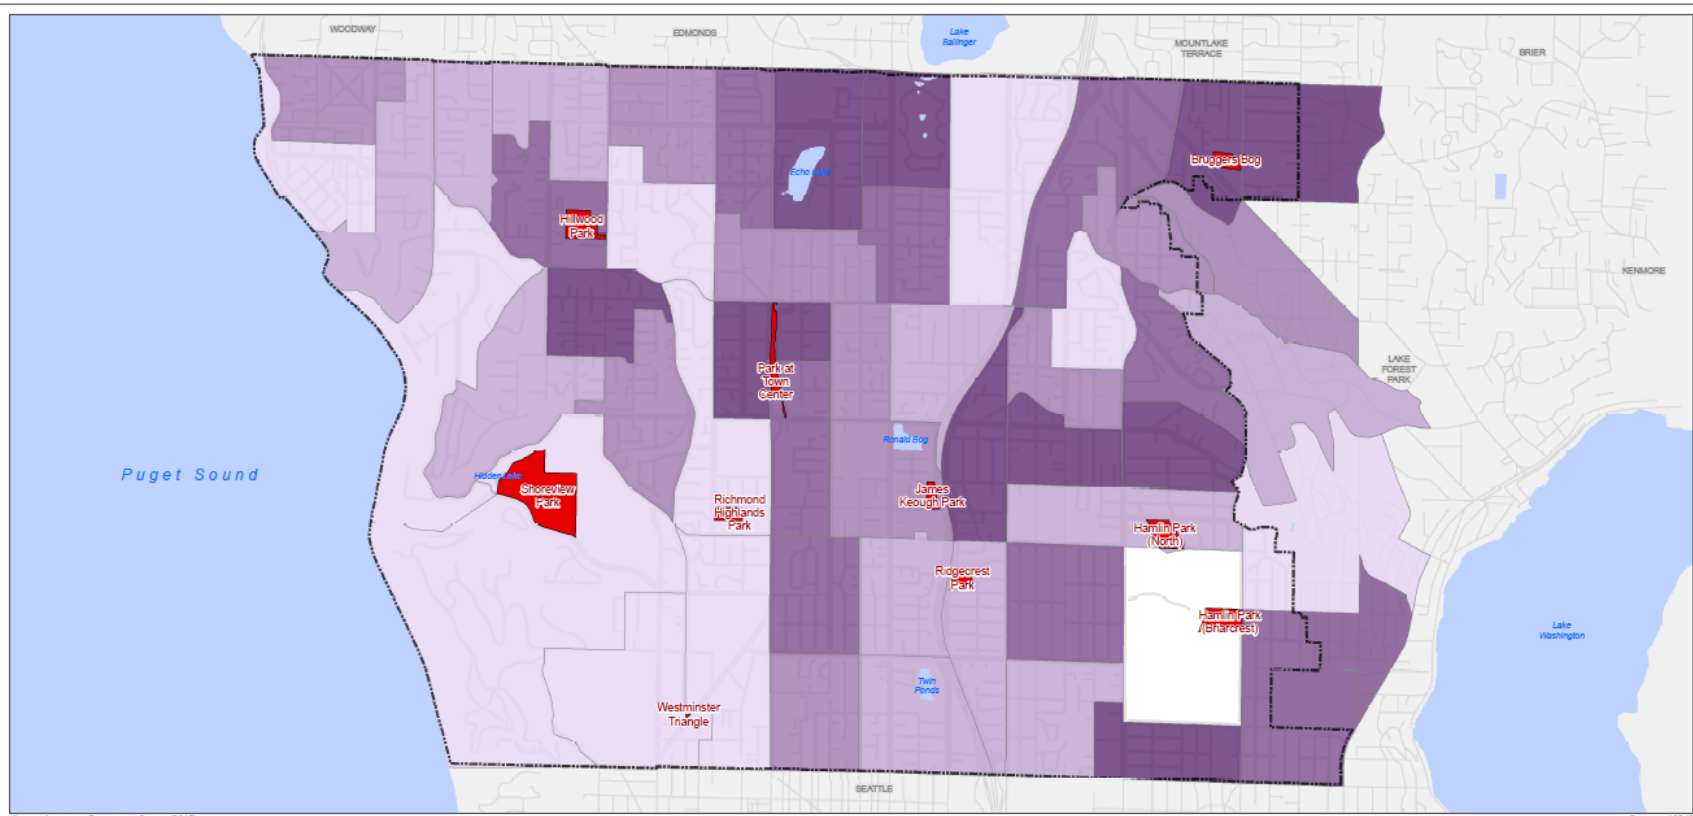 WOODWAY
EDMONDS
Lake
Ballinger
MOUNTLAKE
TERRACE
BRIER
Bruggers Bog
Echo Lake
Hillwood
Park
KENMORE
LAKE
FOREST
PARK
Park at
Town
Center
Ronald Bog
Puget Sound
Hidden Lake
Shoreview
Park
Richmond
Highlands
Park
James
Keough Park
Hamlin Park
(North)
Ridgecrest
Park
Hamlin Park
(Briarcrest)
Lake
Washington
Twin
Ponds
Westminster
Triangle
SEATTLE